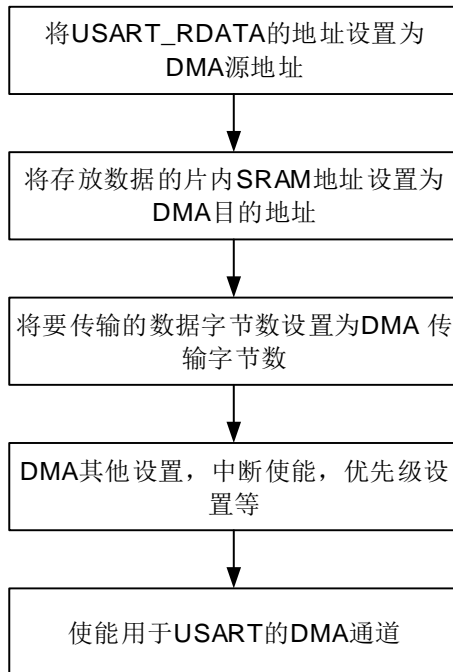 将USART_RDATA的地址设置为
DMA源地址
将存放数据的片内SRAM地址设置为
DMA目的地址
将要传输的数据字节数设置为DMA 传
输字节数
DMA其他设置，中断使能，优先级设
置等
使能用于USART的DMA通道